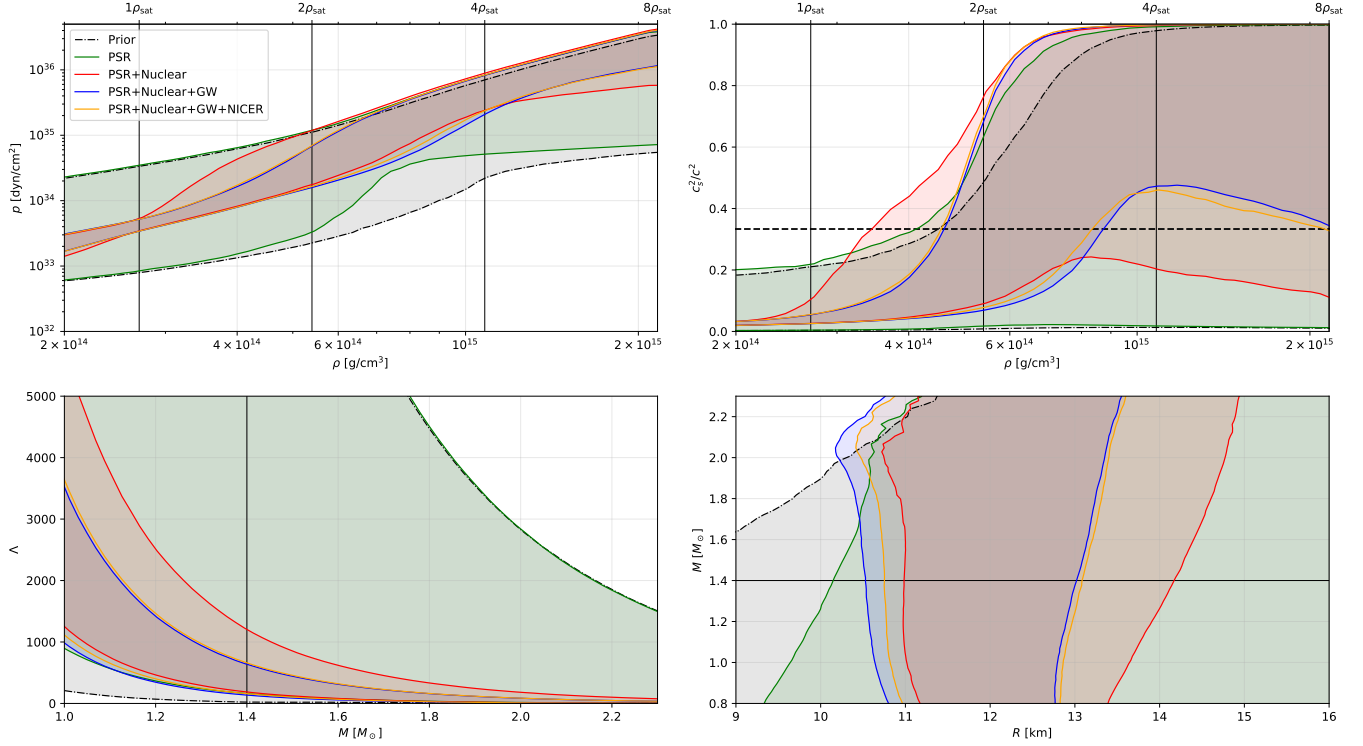 1ρsat 2ρsat 4ρsat 8ρsat
Prior
PSR
PSR+Nuclear
PSR+Nuclear+GW
PSR+Nuclear+GW+NICER
10³⁶
10³⁵
10³⁴
10³³
10³²
p [dyn/cm²]
2 × 10¹⁴ 4 × 10¹⁴ 6 × 10¹⁴ 10¹⁵ 2 × 10¹⁵
ρ [g/cm³]
1ρsat 2ρsat 4ρsat 8ρsat
1.0
0.8
0.6
0.4
0.2
0.0
cs²/c²
2 × 10¹⁴ 4 × 10¹⁴ 6 × 10¹⁴ 10¹⁵ 2 × 10¹⁵
ρ [g/cm³]
5000
4000
3000
2000
1000
0
Λ
1.0 1.2 1.4 1.6 1.8 2.0 2.2
M [M⊙]
2.2
2.0
1.8
1.6
1.4
1.2
1.0
0.8
M [M⊙]
9 10 11 12 13 14 15 16
R [km]